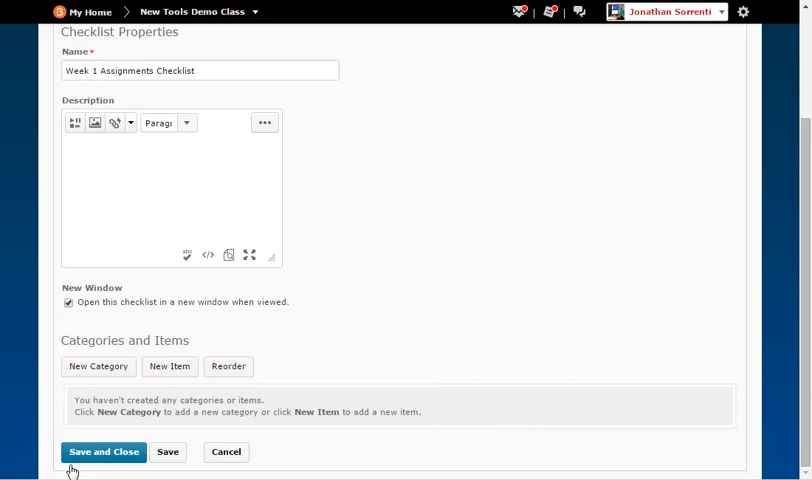 My Home
New Tools Demo Class
Jonathan Sorrenti
Checklist Properties
Name*
Week 1 Assignments Checklist
Description
Paragr
abc
</>
New Window
Open this checklist in a new window when viewed.
Categories and Items
New Category
New Item
Reorder
You haven't created any categories or items.
Click New Category to add a new category or click New Item to add a new item.
Save and Close
Save
Cancel